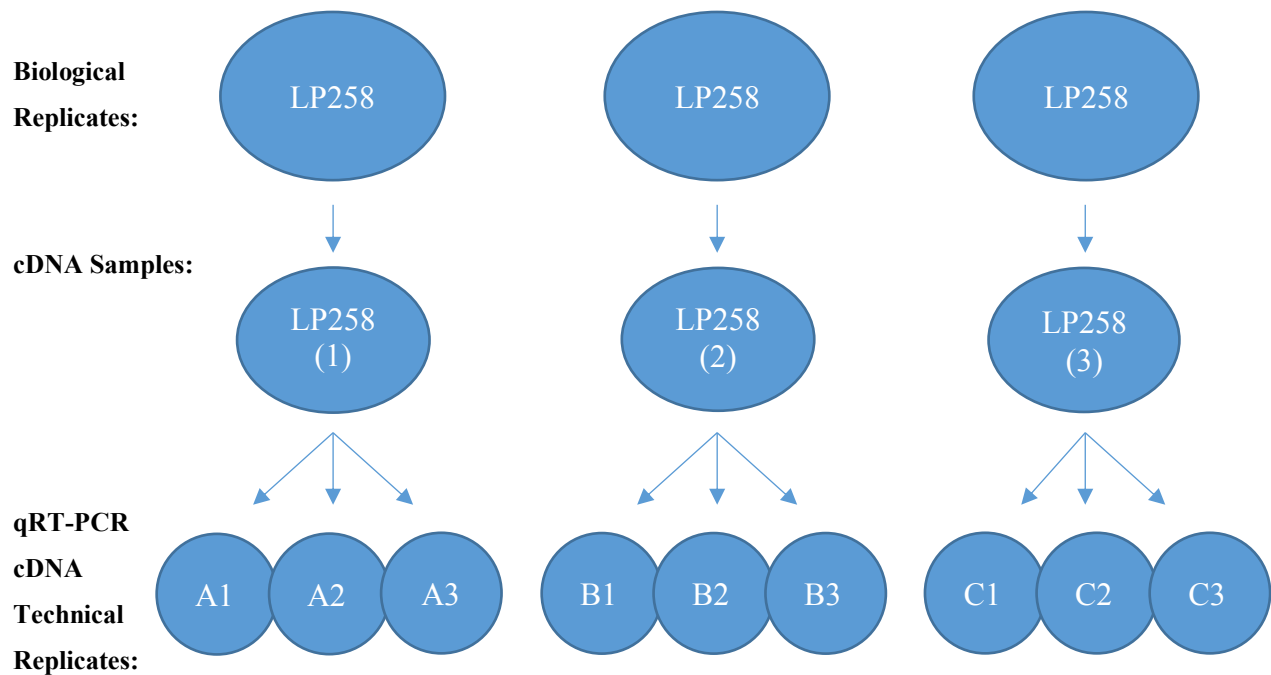 Biological
Replicates:
LP258
LP258
LP258
cDNA Samples:
LP258
(1)
LP258
(2)
LP258
(3)
qRT-PCR
cDNA
Technical
Replicates:
A1
A2
A3
B1
B2
B3
C1
C2
C3